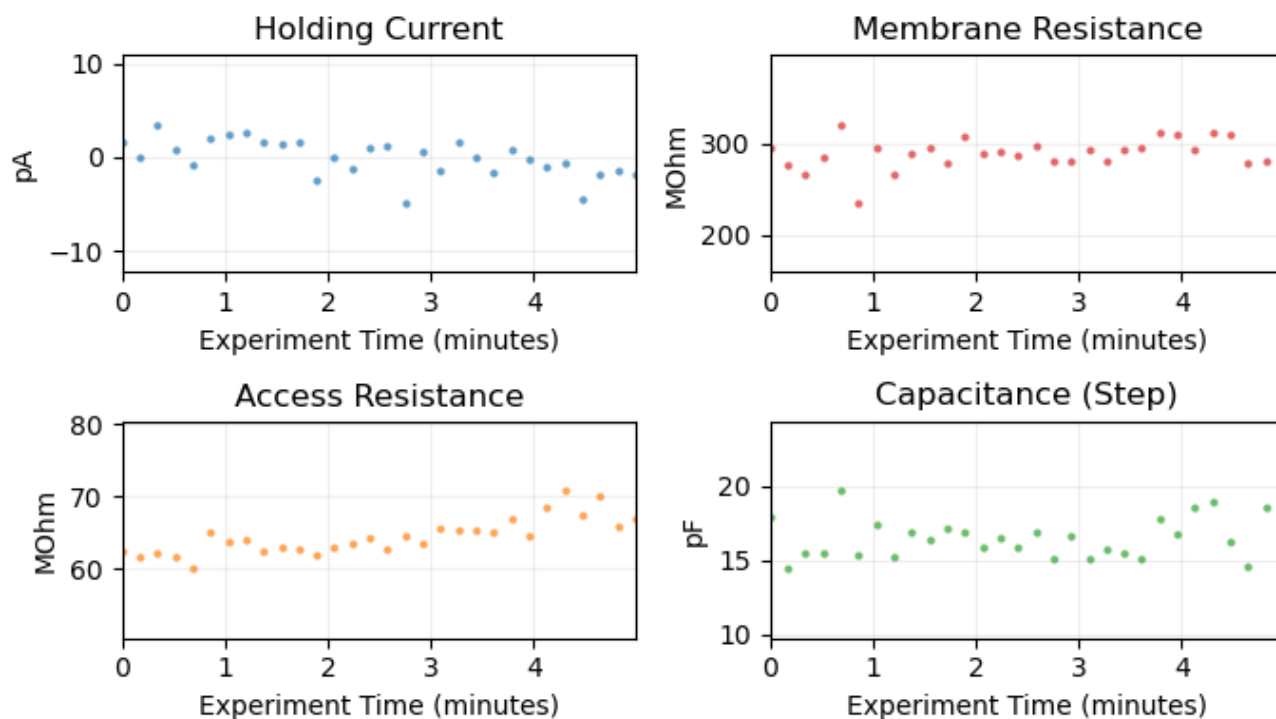 Holding Current
pA
10
0
−10
0 1 2 3 4
Experiment Time (minutes)
Membrane Resistance
MOhm
300
200
0 1 2 3 4
Experiment Time (minutes)
Access Resistance
MOhm
80
70
60
0 1 2 3 4
Experiment Time (minutes)
Capacitance (Step)
pF
20
15
10
0 1 2 3 4
Experiment Time (minutes)